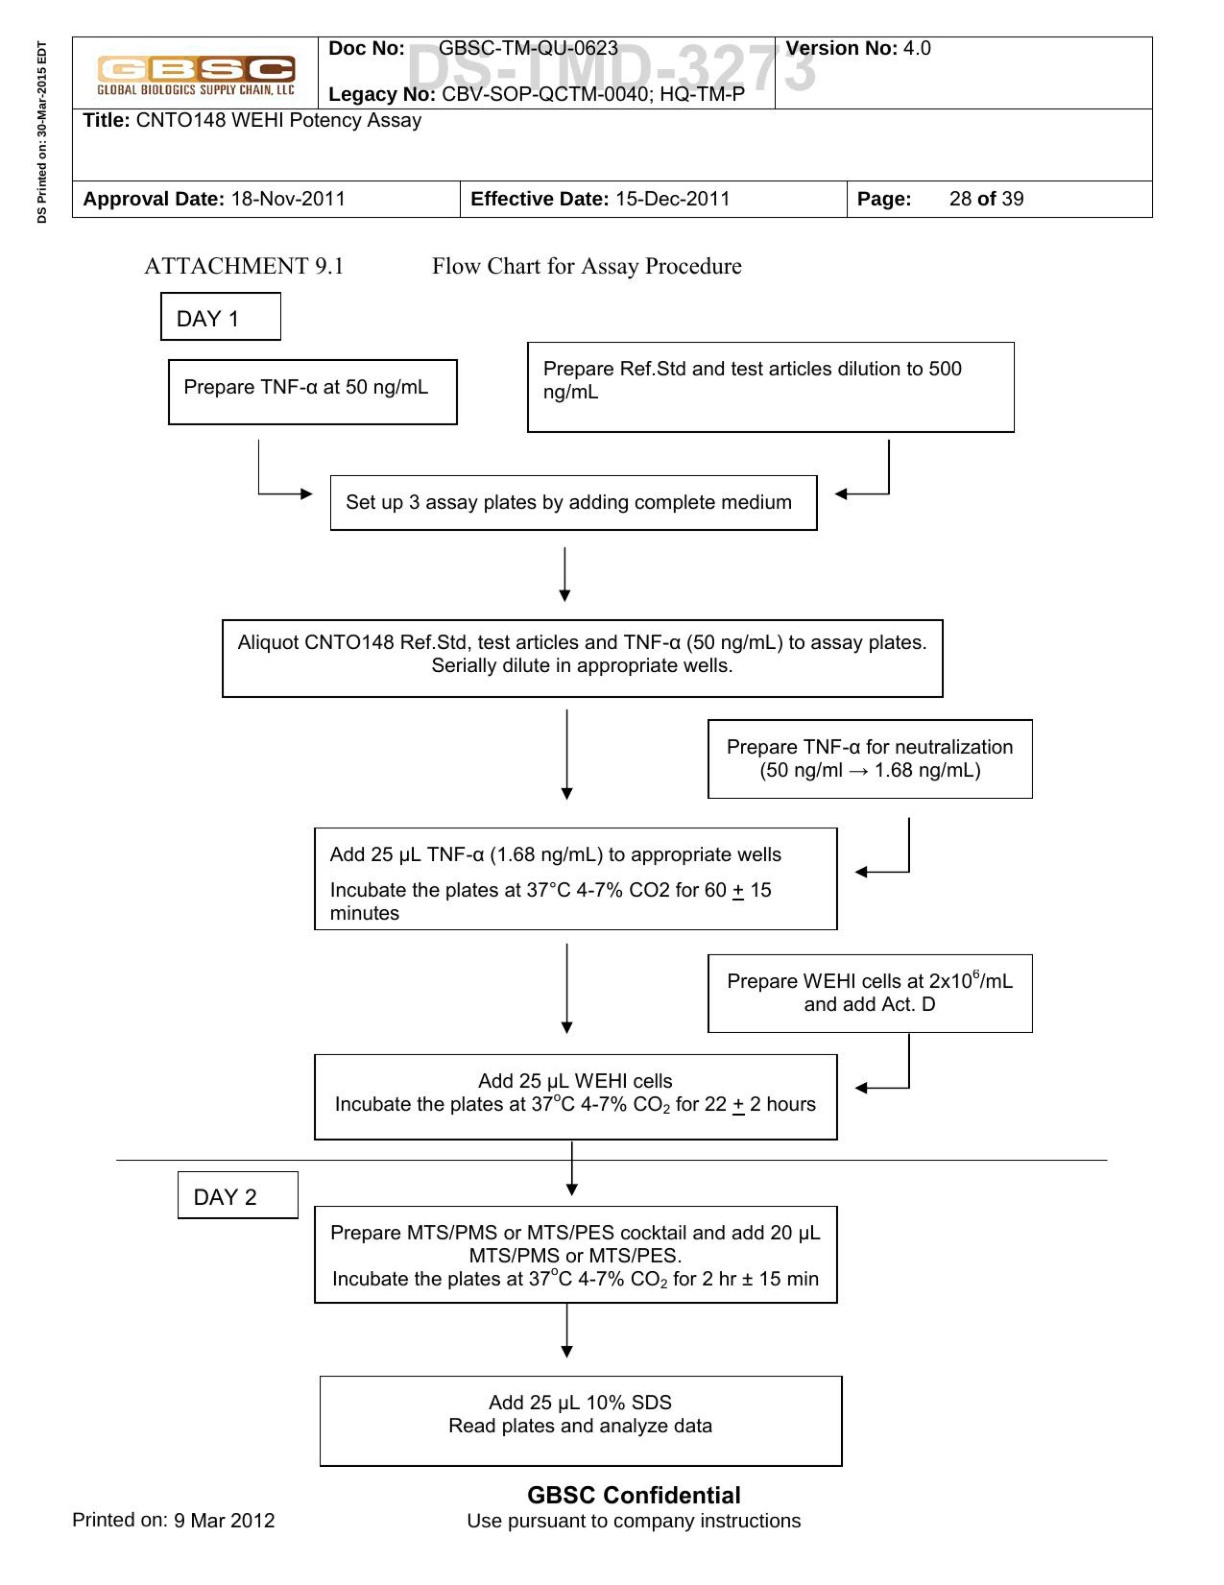 DS Printed on: 30-Mar-2015 EDT
GBSC
GLOBAL BIOLOGICS SUPPLY CHAIN, LLC
Doc No: GBSC-TM-QU-0623
DS-TMD-3273
Version No: 4.0
Legacy No: CBV-SOP-QCTM-0040; HQ-TM-P
Title: CNTO148 WEHI Potency Assay
Approval Date: 18-Nov-2011
Effective Date: 15-Dec-2011
Page: 28 of 39
ATTACHMENT 9.1 Flow Chart for Assay Procedure
DAY 1
Prepare TNF-α at 50 ng/mL
Prepare Ref.Std and test articles dilution to 500
ng/mL
Set up 3 assay plates by adding complete medium
Aliquot CNTO148 Ref.Std, test articles and TNF-α (50 ng/mL) to assay plates.
Serially dilute in appropriate wells.
Prepare TNF-α for neutralization
(50 ng/ml → 1.68 ng/mL)
Add 25 µL TNF-α (1.68 ng/mL) to appropriate wells
Incubate the plates at 37°C 4-7% CO2 for 60 ± 15
minutes
Prepare WEHI cells at 2x10⁶/mL
and add Act. D
Add 25 µL WEHI cells
Incubate the plates at 37°C 4-7% CO₂ for 22 ± 2 hours
DAY 2
Prepare MTS/PMS or MTS/PES cocktail and add 20 µL
MTS/PMS or MTS/PES.
Incubate the plates at 37°C 4-7% CO₂ for 2 hr ± 15 min
Add 25 µL 10% SDS
Read plates and analyze data
GBSC Confidential
Printed on: 9 Mar 2012
Use pursuant to company instructions